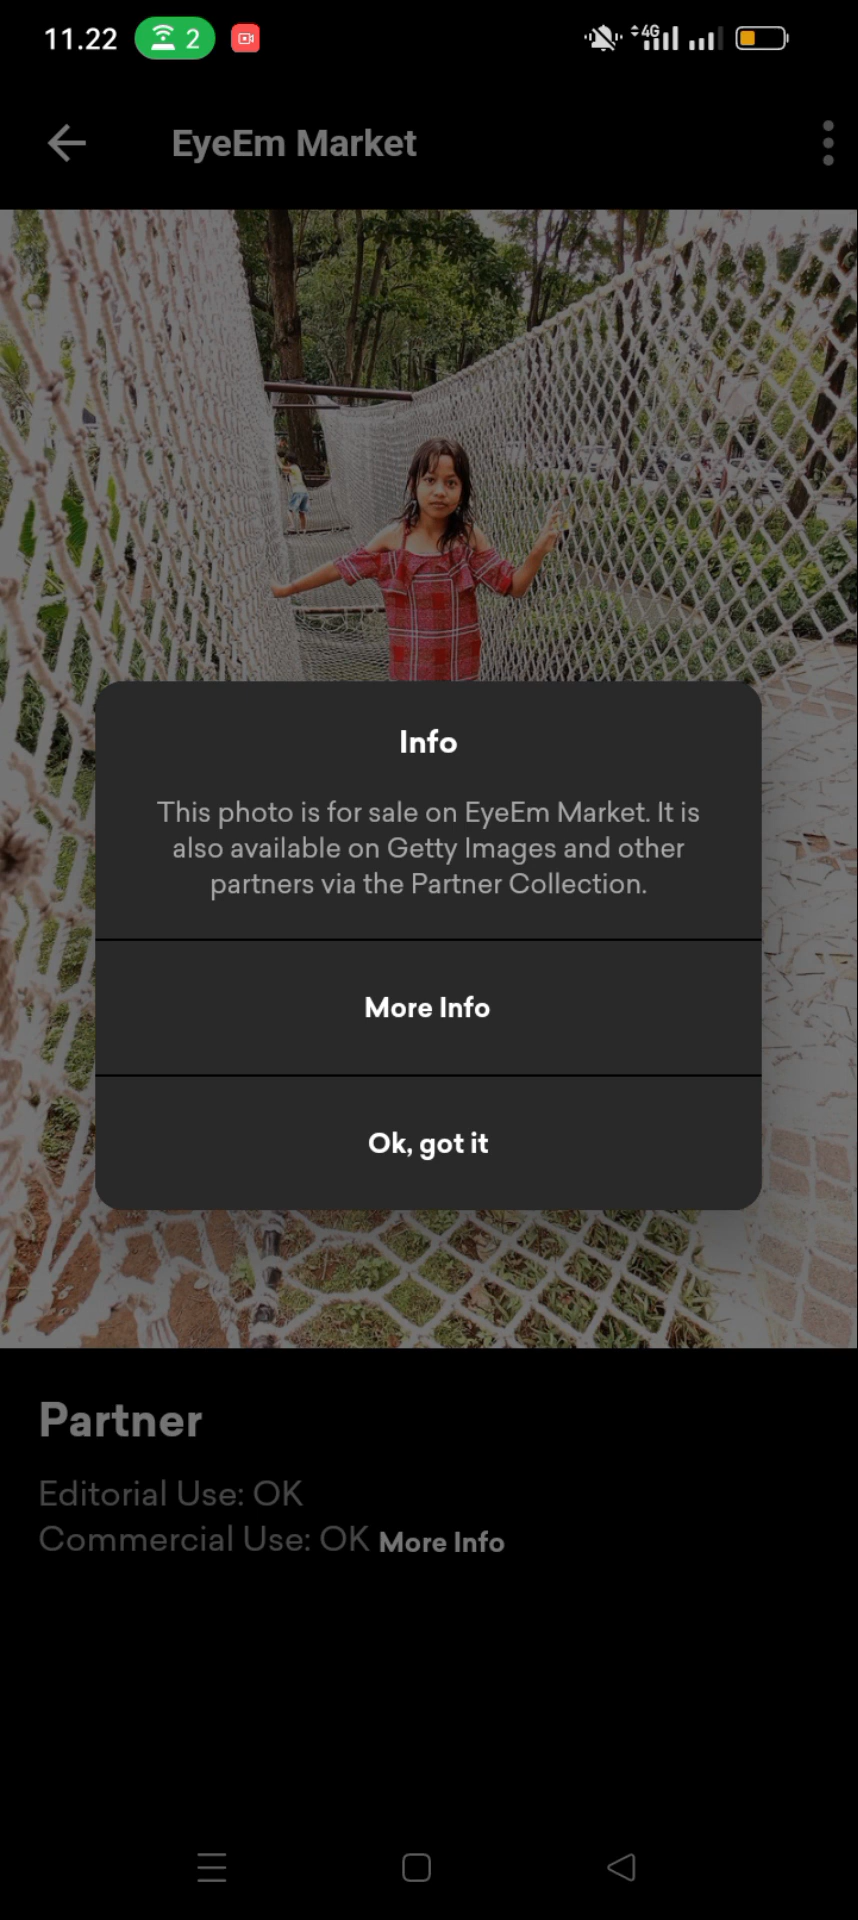 11.22
2
4G
EyeEm Market
Info
This photo is for sale on EyeEm Market. It is
also available on Getty Images and other
partners via the Partner Collection.
More Info
Ok, got it
Partner
Editorial Use: OK
Commercial Use: OK More Info